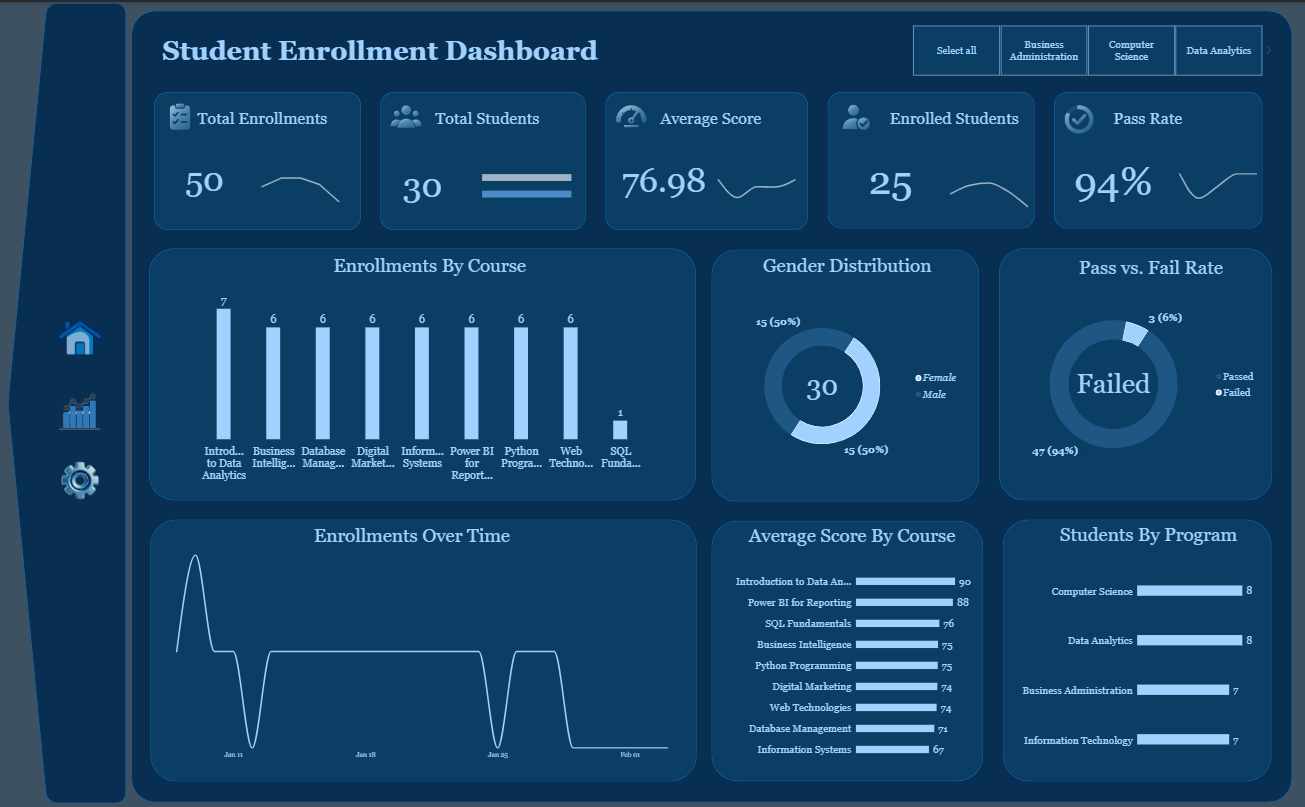 Student Enrollment Dashboard
Select all
Business
Administration
Computer
Science
Data Analytics
Total Enrollments
50
Total Students
30
Average Score
76.98
Enrolled Students
25
Pass Rate
94%
Enrollments By Course
7
6
6
6
6
6
6
6
1
Introd...
to Data
Analytics
Business
Intellig...
Database
Manag...
Digital
Market...
Inform...
Systems
Power BI
for
Report...
Python
Progra...
Web
Techno...
SQL
Funda...
Gender Distribution
15 (50%)
30
Female
Male
15 (50%)
Pass vs. Fail Rate
3 (6%)
Failed
Passed
Failed
47 (94%)
Enrollments Over Time
Jan 11
Jan 18
Jan 25
Feb 01
Average Score By Course
Introduction to Data An... 90
Power BI for Reporting 88
SQL Fundamentals 76
Business Intelligence 75
Python Programming 75
Digital Marketing 74
Web Technologies 74
Database Management 71
Information Systems 67
Students By Program
Computer Science 8
Data Analytics 8
Business Administration 7
Information Technology 7